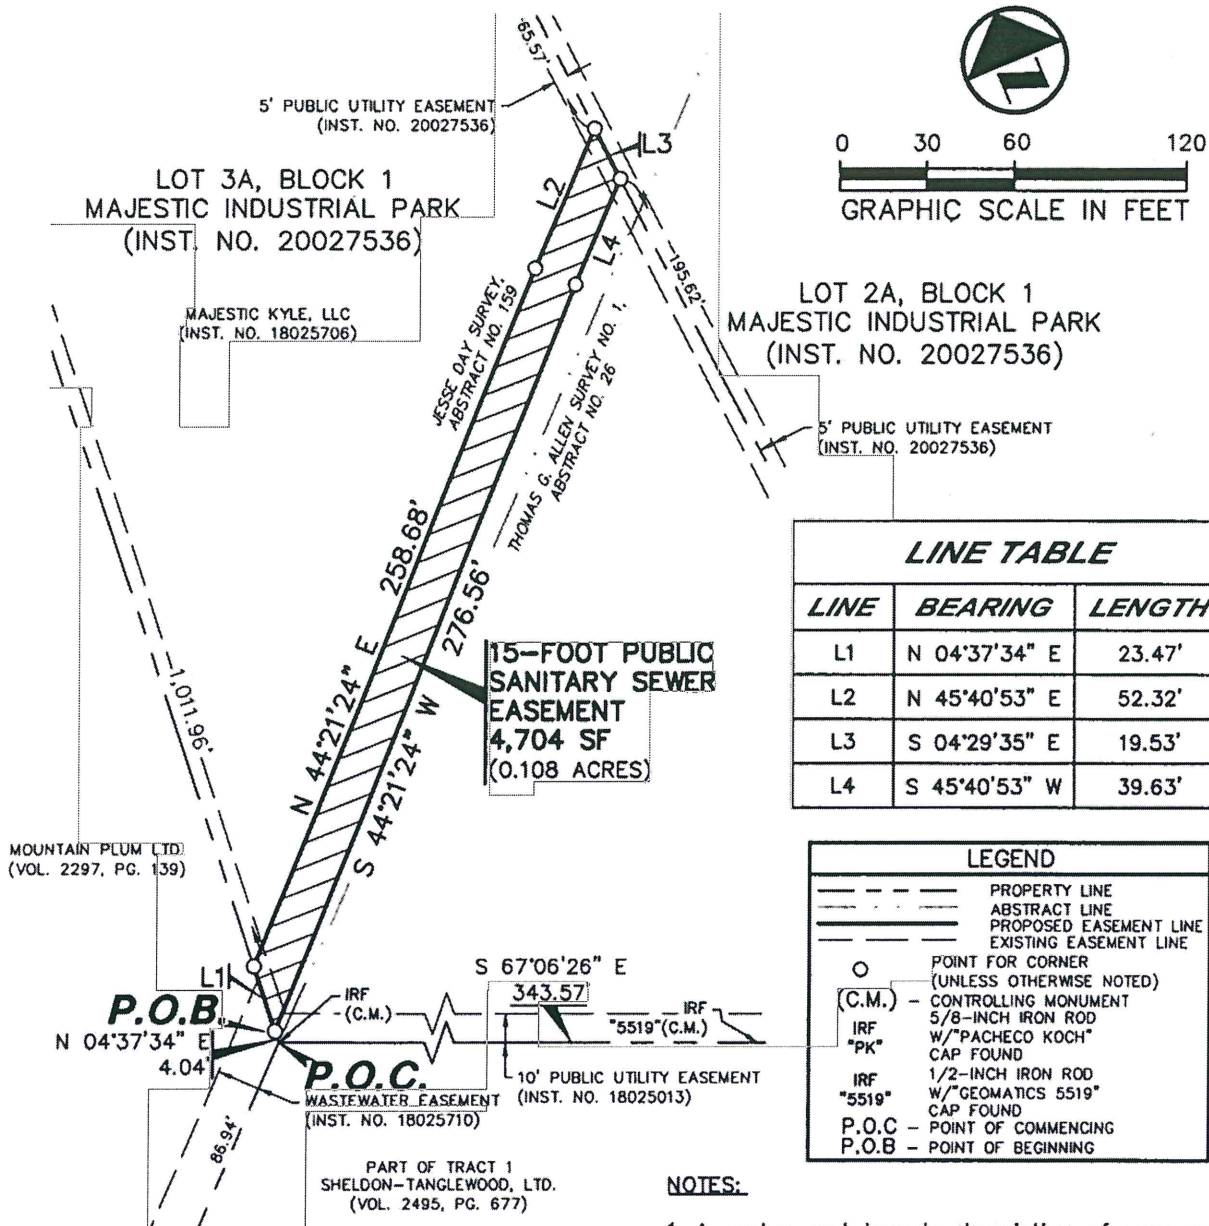 65.57'
5' PUBLIC UTILITY EASEMENT
(INST. NO. 20027536)
L3
0 30 60 120
GRAPHIC SCALE IN FEET
LOT 3A, BLOCK 1
MAJESTIC INDUSTRIAL PARK
(INST. NO. 20027536)
L2
L4
195.62'
LOT 2A, BLOCK 1
MAJESTIC INDUSTRIAL PARK
(INST. NO. 20027536)
MAJESTIC KYLE, LLC
(INST. NO. 18025706)
JESSE DAY SURVEY,
ABSTRACT NO. 159
THOMAS G. ALLEN SURVEY NO. 1,
ABSTRACT NO. 26
5' PUBLIC UTILITY EASEMENT
(INST. NO. 20027536)
N 44°21'24" E 258.68'
S 44°21'24" W 276.56'
1,011.96'
15-FOOT PUBLIC
SANITARY SEWER
EASEMENT
4,704 SF
(0.108 ACRES)
LINE TABLE
LINE BEARING LENGTH
L1 N 04°37'34" E 23.47'
L2 N 45°40'53" E 52.32'
L3 S 04°29'35" E 19.53'
L4 S 45°40'53" W 39.63'
MOUNTAIN PLUM LTD.
(VOL. 2297, PG. 139)
L1
P.O.B.
N 04°37'34" E
4.04'
IRF
(C.M.)
S 67°06'26" E
343.57
IRF
"5519"(C.M.)
P.O.C.
WASTEWATER EASEMENT
(INST. NO. 18025710)
10' PUBLIC UTILITY EASEMENT
(INST. NO. 18025013)
86.94'
PART OF TRACT 1
SHELDON-TANGLEWOOD, LTD.
(VOL. 2495, PG. 677)
LEGEND
PROPERTY LINE
ABSTRACT LINE
PROPOSED EASEMENT LINE
EXISTING EASEMENT LINE
POINT FOR CORNER
(UNLESS OTHERWISE NOTED)
(C.M.) - CONTROLLING MONUMENT
IRF "PK" 5/8-INCH IRON ROD
W/"PACHECO KOCH"
CAP FOUND
IRF "5519" 1/2-INCH IRON ROD
W/"GEOMATICS 5519"
CAP FOUND
P.O.C - POINT OF COMMENCING
P.O.B - POINT OF BEGINNING
NOTES: